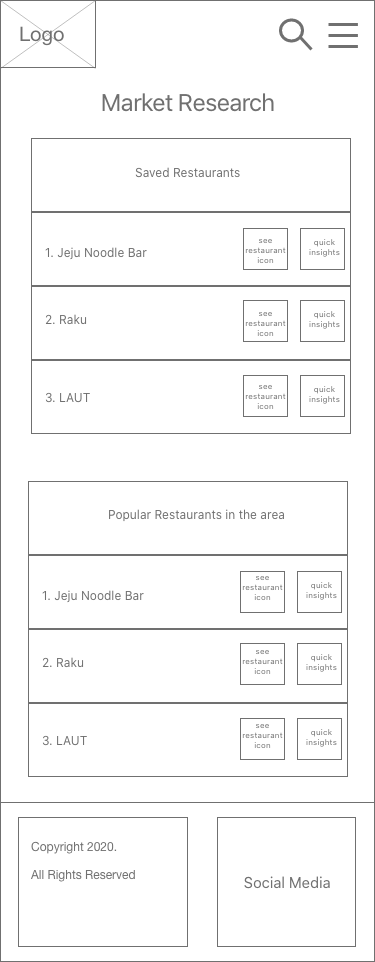 Logo
Market Research
Saved Restaurants
1. Jeju Noodle Bar
see
restaurant
icon
quick
insights
2. Raku
see
restaurant
icon
quick
insights
3. LAUT
see
restaurant
icon
quick
insights
Popular Restaurants in the area
1. Jeju Noodle Bar
see
restaurant
icon
quick
insights
2. Raku
see
restaurant
icon
quick
insights
3. LAUT
see
restaurant
icon
quick
insights
Copyright 2020.
All Rights Reserved
Social Media